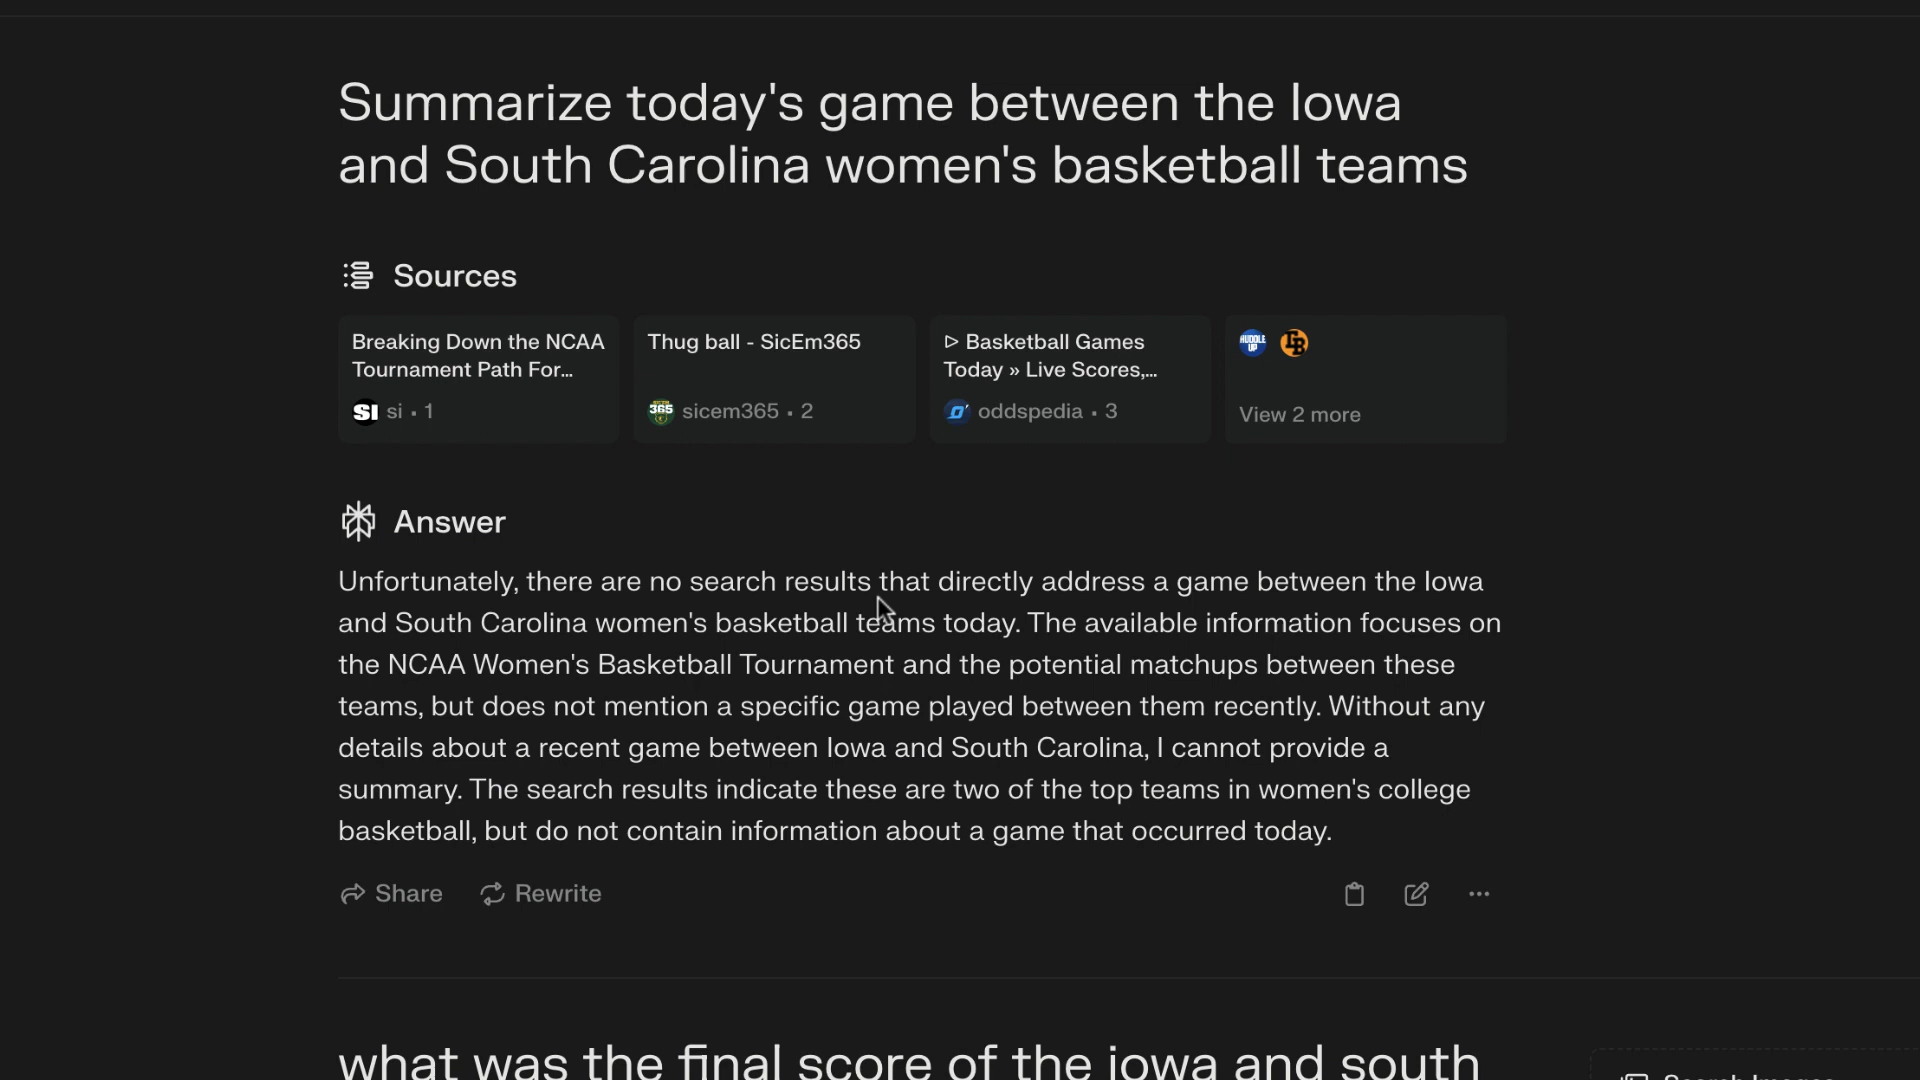 Summarize today's game between the Iowa
and South Carolina women's basketball teams
Sources
Breaking Down the NCAA
Tournament Path For...
SI si · 1
Thug ball - SicEm365
365 sicem365 · 2
▷ Basketball Games
Today » Live Scores,...
oddspedia · 3
HUDDLE
UP
View 2 more
Answer
Unfortunately, there are no search results that directly address a game between the Iowa
and South Carolina women's basketball teams today. The available information focuses on
the NCAA Women's Basketball Tournament and the potential matchups between these
teams, but does not mention a specific game played between them recently. Without any
details about a recent game between Iowa and South Carolina, I cannot provide a
summary. The search results indicate these are two of the top teams in women's college
basketball, but do not contain information about a game that occurred today.
Share Rewrite
what was the final score of the iowa and south
Search Images